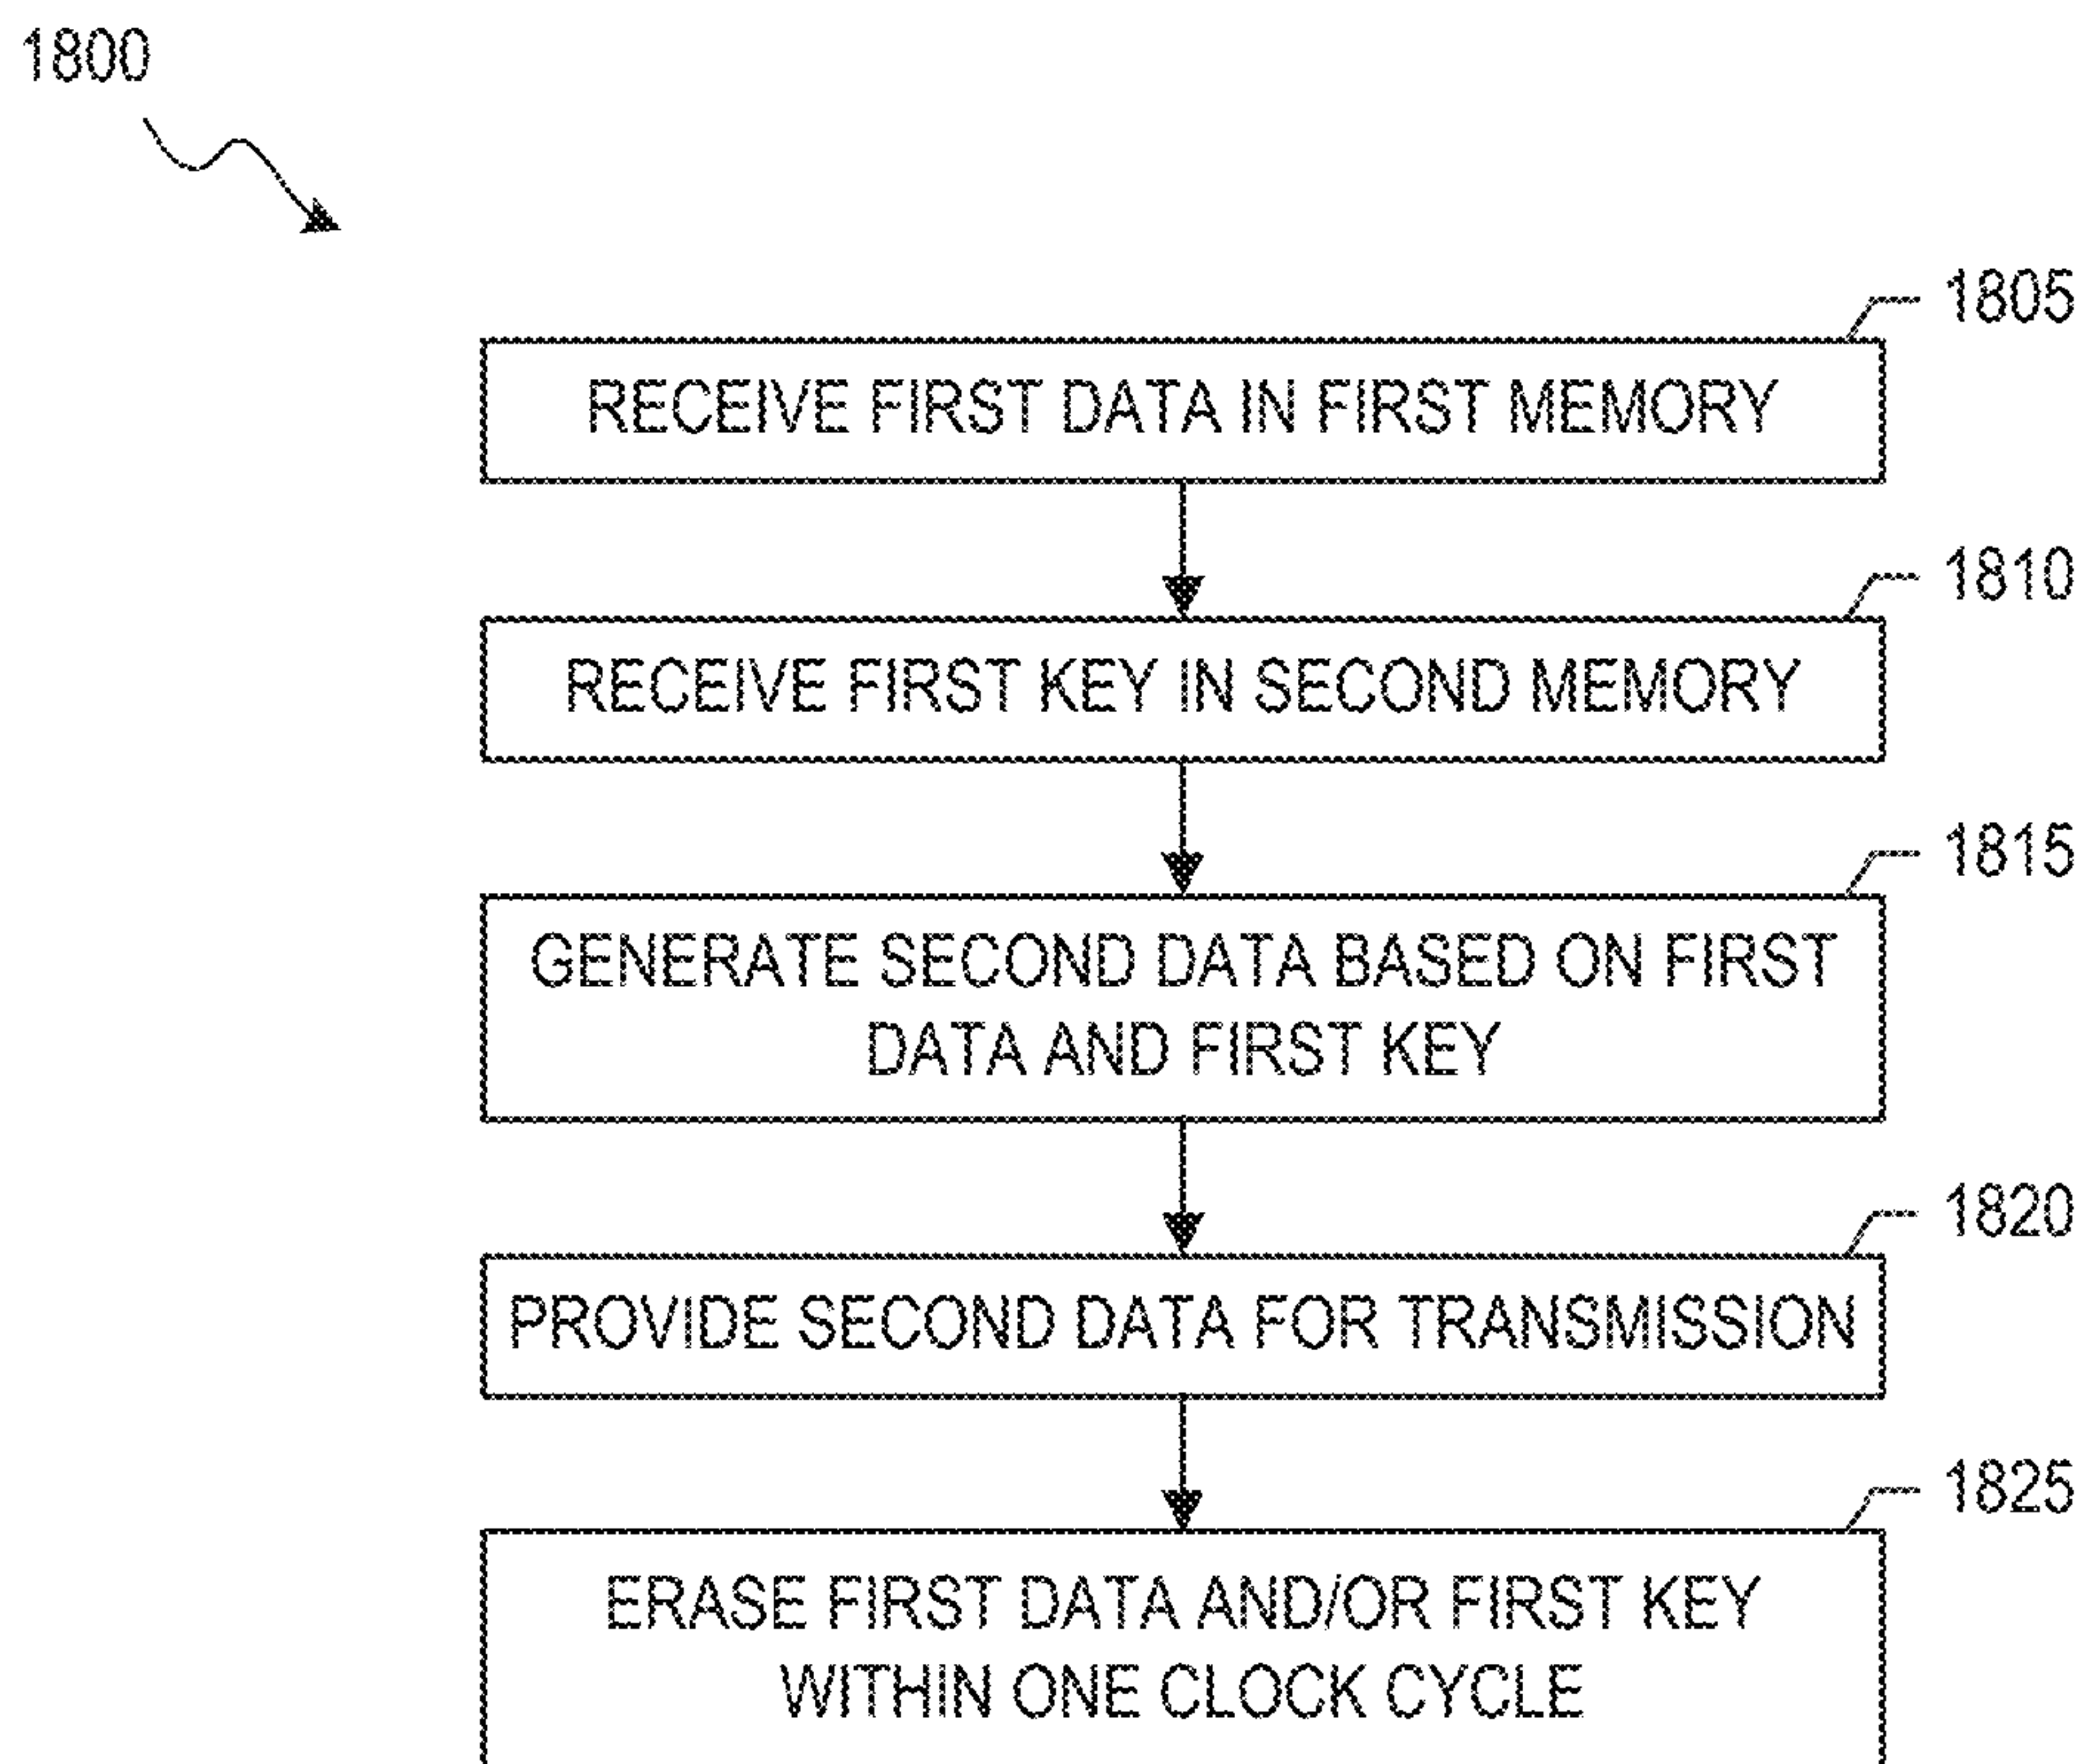 1800
1805
RECEIVE FIRST DATA IN FIRST MEMORY
1810
RECEIVE FIRST KEY IN SECOND MEMORY
1815
GENERATE SECOND DATA BASED ON FIRST
DATA AND FIRST KEY
1820
PROVIDE SECOND DATA FOR TRANSMISSION
1825
ERASE FIRST DATA AND/OR FIRST KEY
WITHIN ONE CLOCK CYCLE